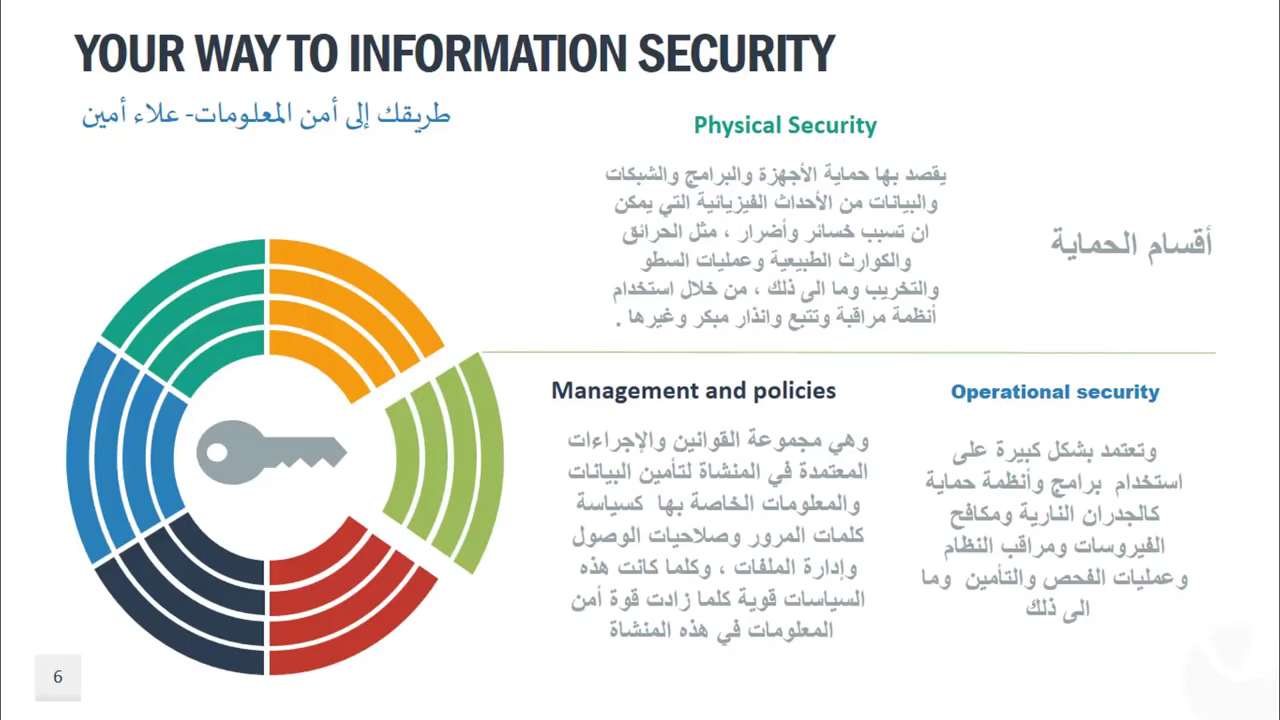 YOUR WAY TO INFORMATION SECURITY
طريقك إلى أمن المعلومات- علاء أمين
أقسام الحماية
Physical Security
يقصد بها حماية الأجهزة والبرامج والشبكات
والبيانات من الأحداث الفيزيائية التي يمكن
ان تسبب خسائر وأضرار ، مثل الحرائق
والكوارث الطبيعية وعمليات السطو
والتخريب وما الى ذلك ، من خلال استخدام
أنظمة مراقبة وتتبع وانذار مبكر وغيرها .
Operational security
وتعتمد بشكل كبيرة على
استخدام برامج وأنظمة حماية
كالجدران النارية ومكافح
الفيروسات ومراقب النظام
وعمليات الفحص والتأمين وما
الى ذلك
Management and policies
وهي مجموعة القوانين والإجراءات
المعتمدة في المنشاة لتأمين البيانات
والمعلومات الخاصة بها كسياسة
كلمات المرور وصلاحيات الوصول
وإدارة الملفات ، وكلما كانت هذه
السياسات قوية كلما زادت قوة أمن
المعلومات في هذه المنشاة
6